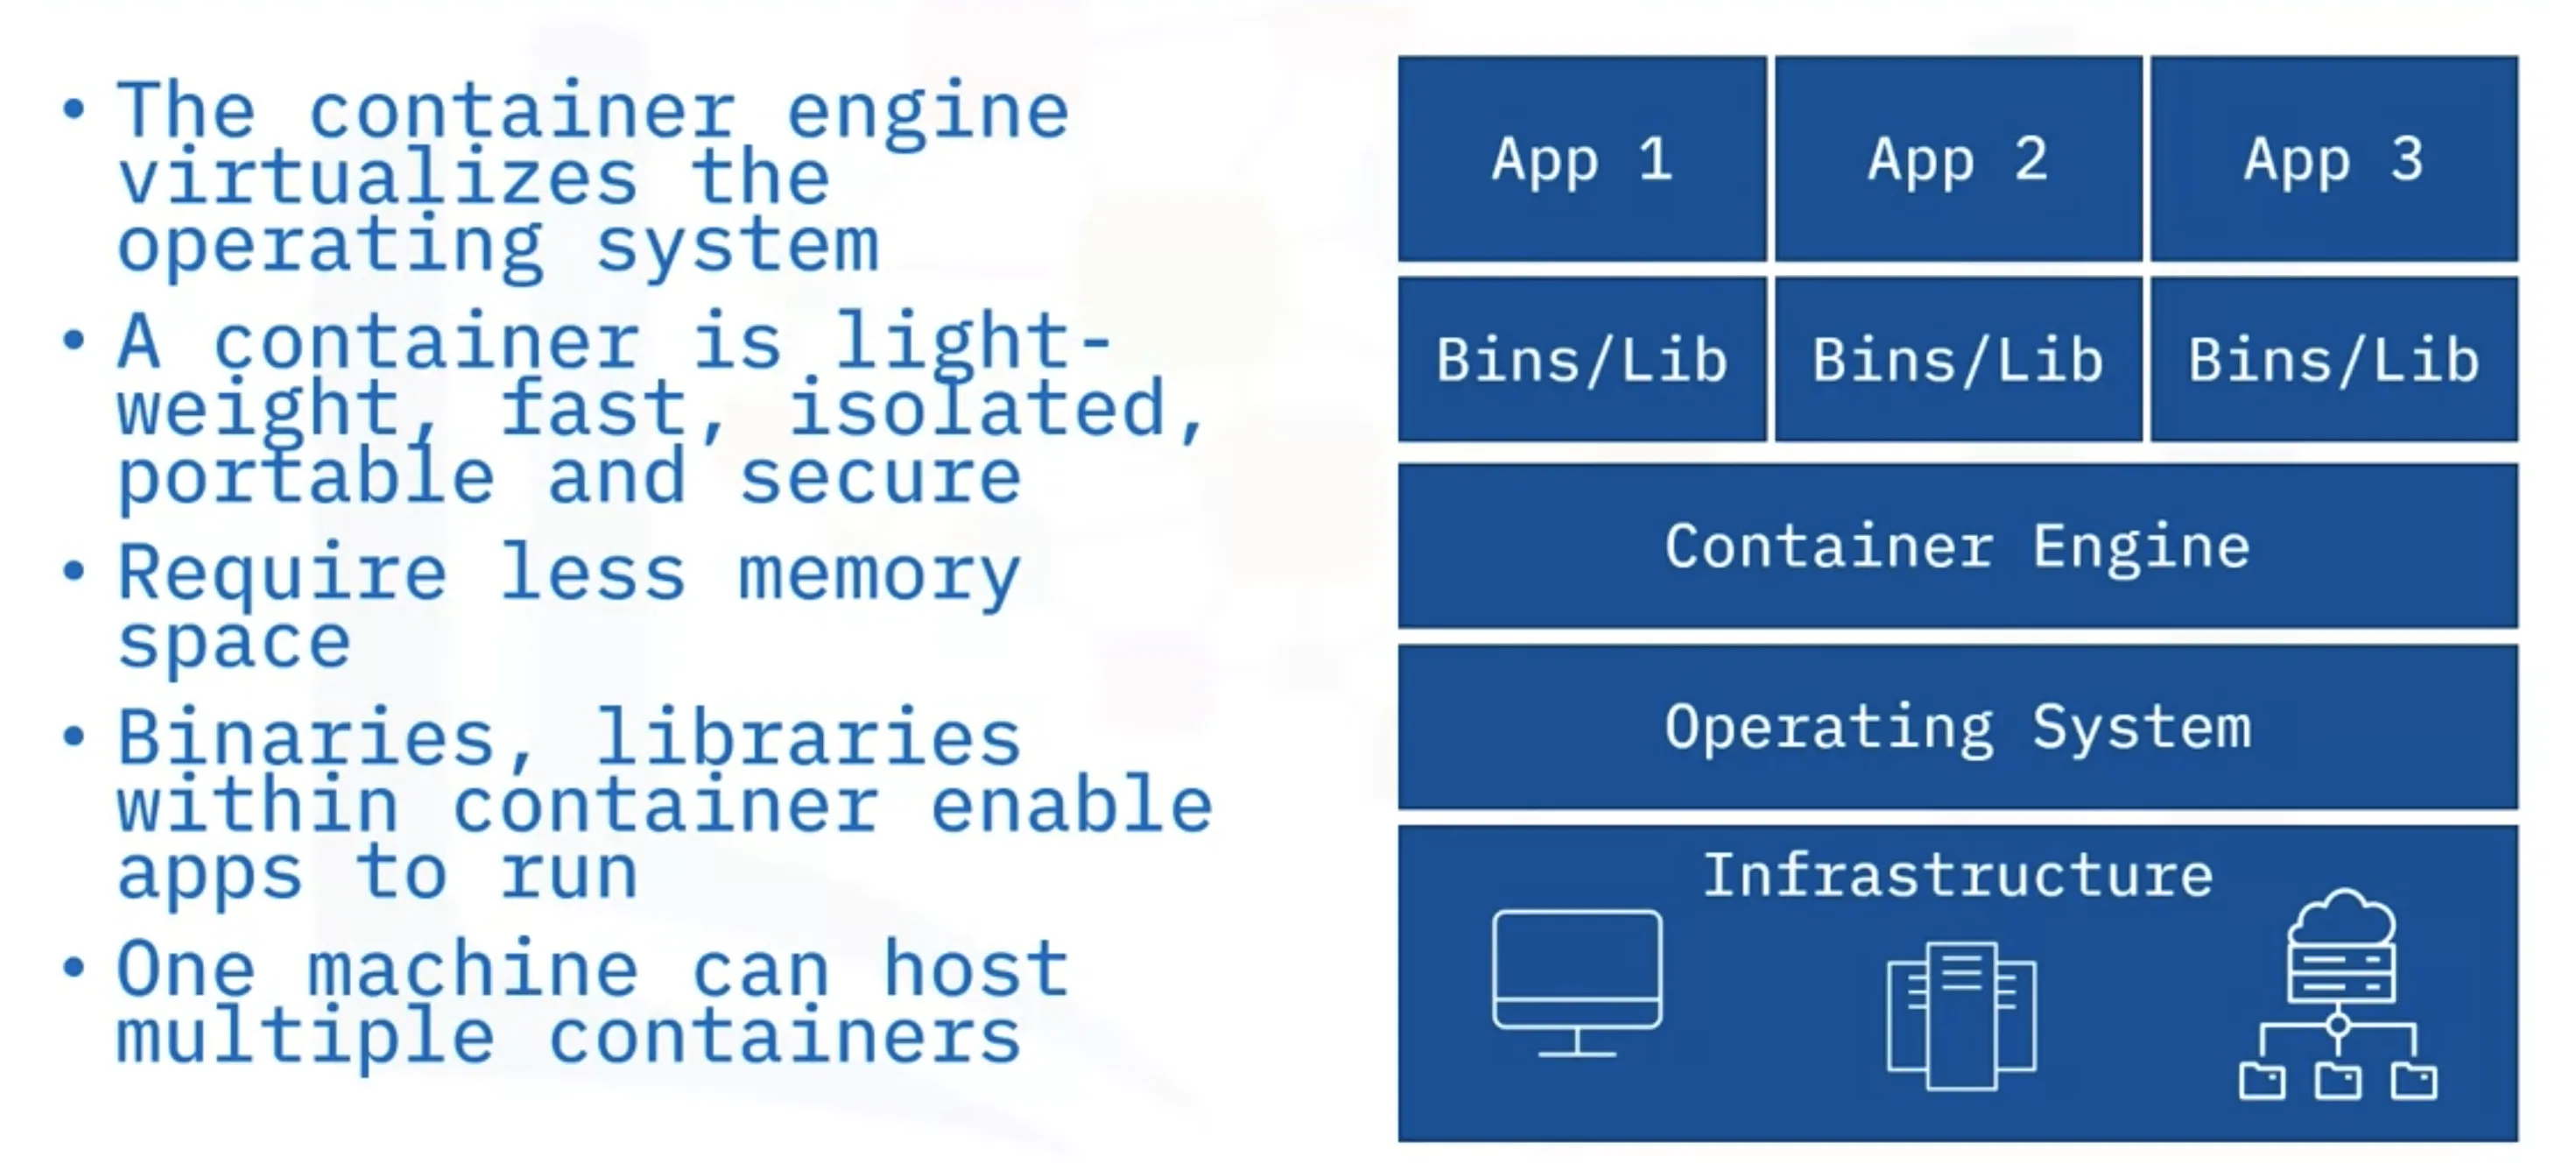 • The container engine
virtualizes the
operating system
• A container is light-
weight, fast, isolated,
portable and secure
• Require less memory
space
• Binaries, libraries
within container enable
apps to run
• One machine can host
multiple containers
App 1 App 2 App 3
Bins/Lib Bins/Lib Bins/Lib
Container Engine
Operating System
Infrastructure